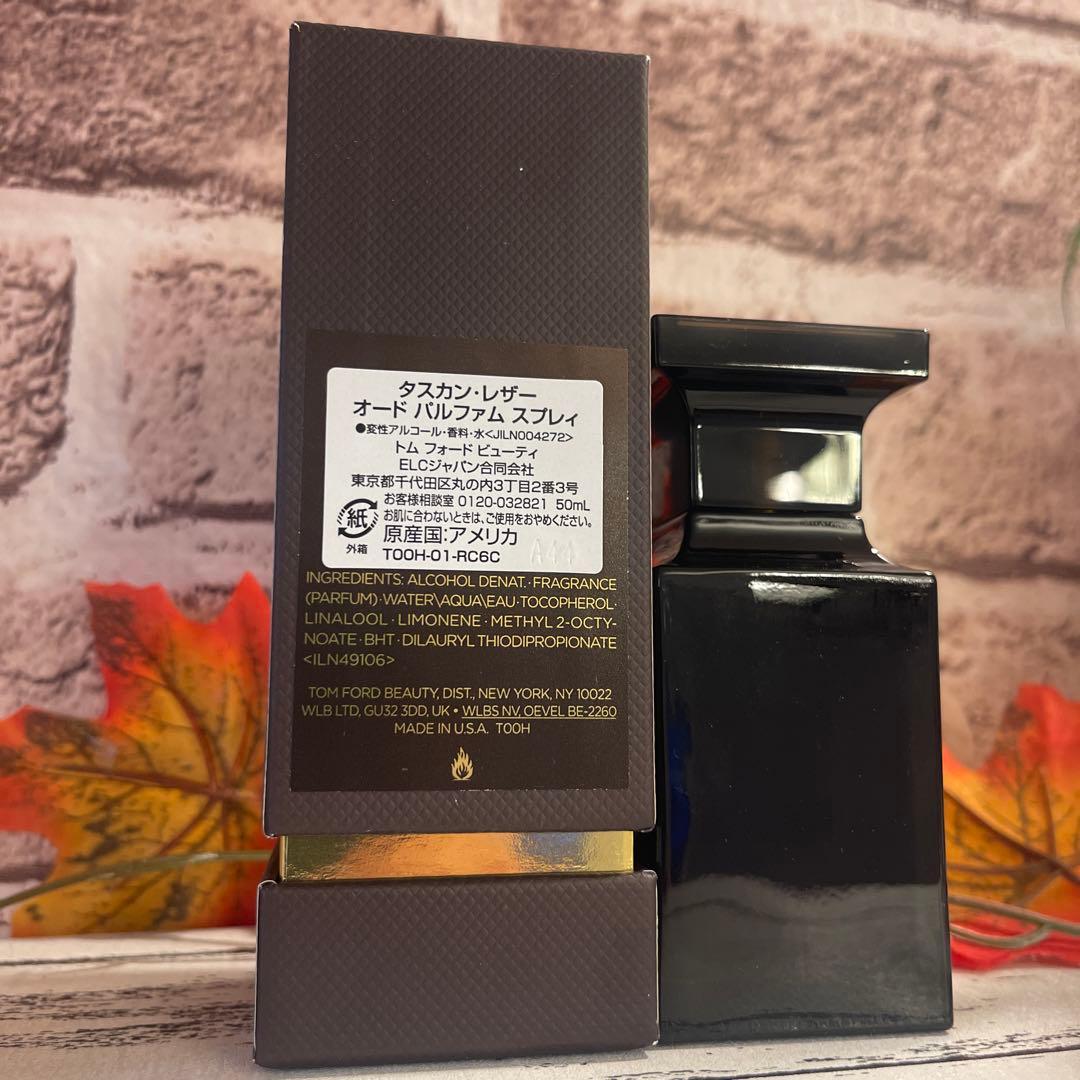 タスカン・レザー
オード パルファム スプレィ
●変性アルコール・香料・水<JILN004272>
トム フォード ビューティ
ELCジャパン合同会社
東京都千代田区丸の内3丁目2番3号
お客様相談室 0120-032821 50mL
紙 お肌に合わないときは、ご使用をおやめください。
外箱 原産国:アメリカ
T00H-01-RC6C A44
INGREDIENTS: ALCOHOL DENAT.·FRAGRANCE
(PARFUM)·WATER\AQUA\EAU·TOCOPHEROL·
LINALOOL·LIMONENE·METHYL 2-OCTY-
NOATE·BHT·DILAURYL THIODIPROPIONATE
<ILN49106>
TOM FORD BEAUTY, DIST., NEW YORK, NY 10022
WLB LTD, GU32 3DD, UK • WLBS NV, OEVEL BE-2260
MADE IN U.S.A. T00H